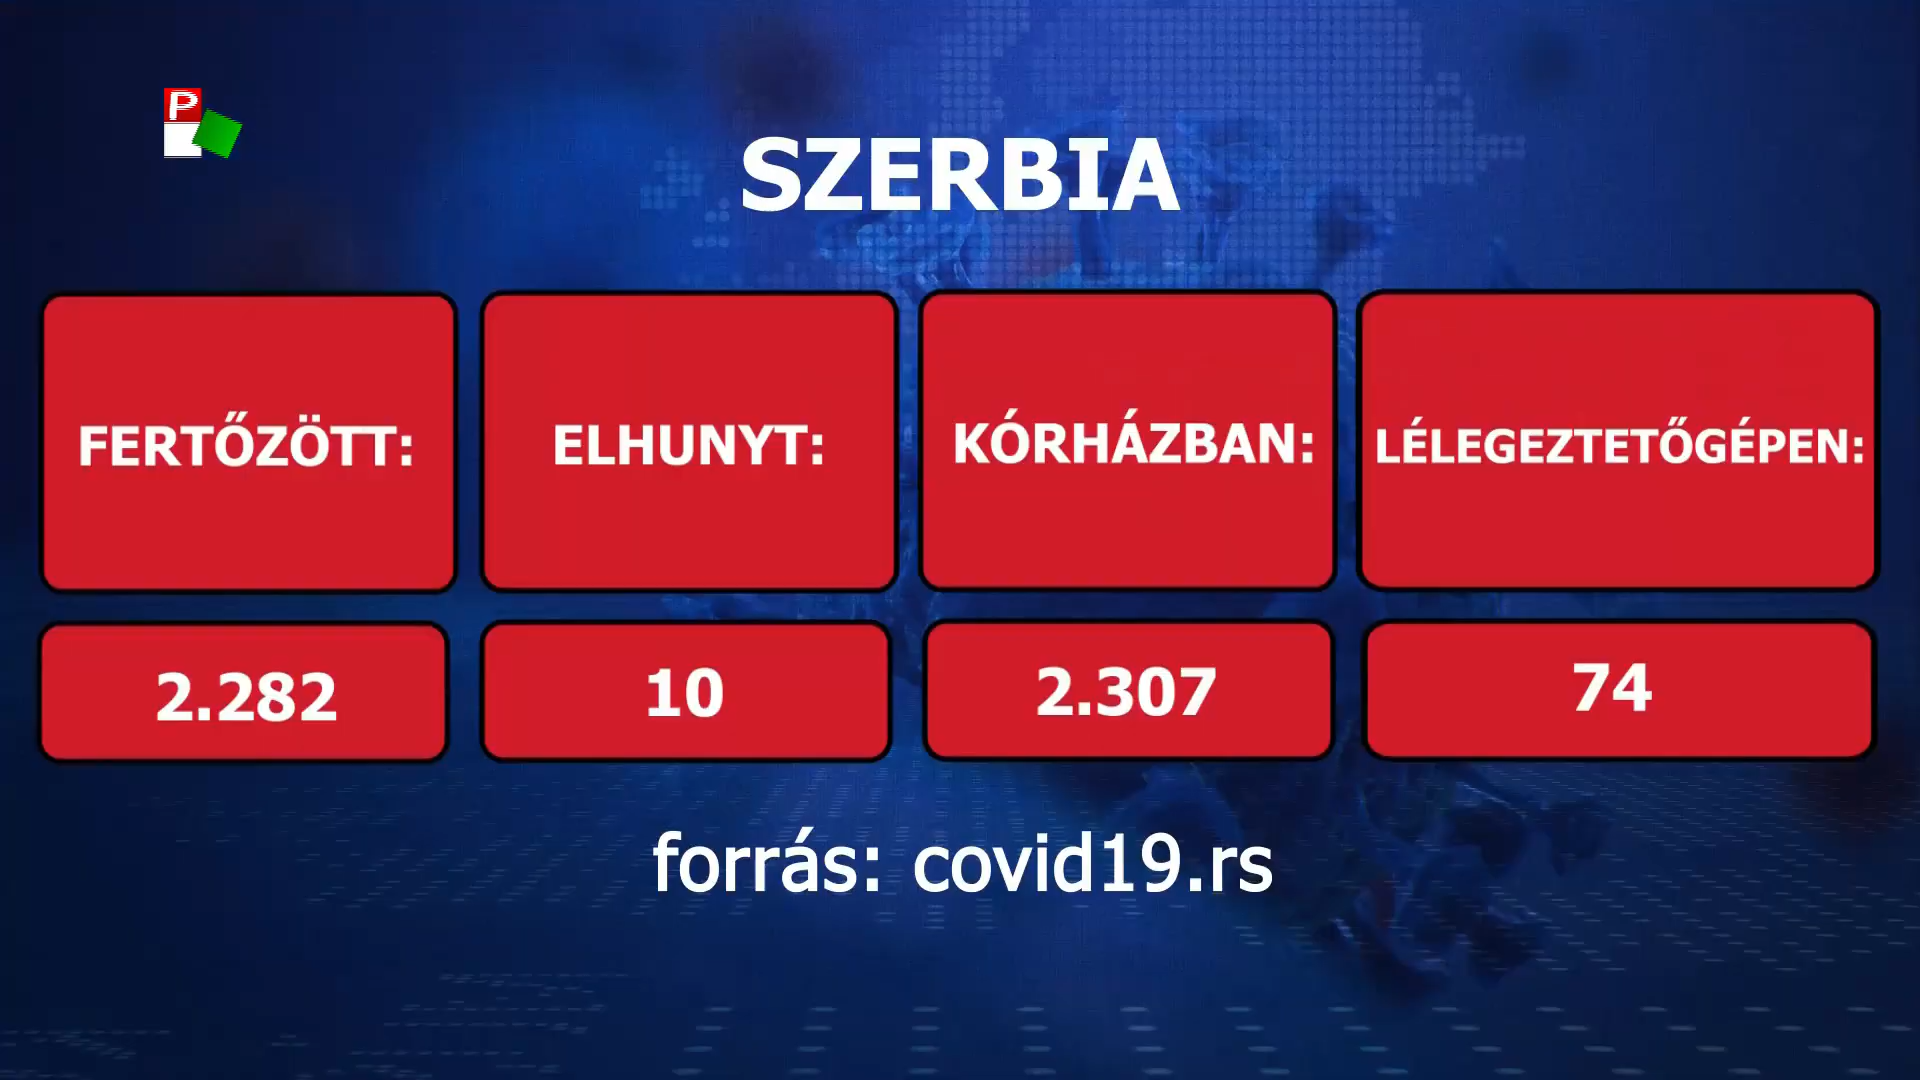 P
SZERBIA
FERTŐZÖTT:
ELHUNYT:
KÓRHÁZBAN:
LÉLEGEZTETŐGÉPEN:
2.282
10
2.307
74
forrás: covid19.rs